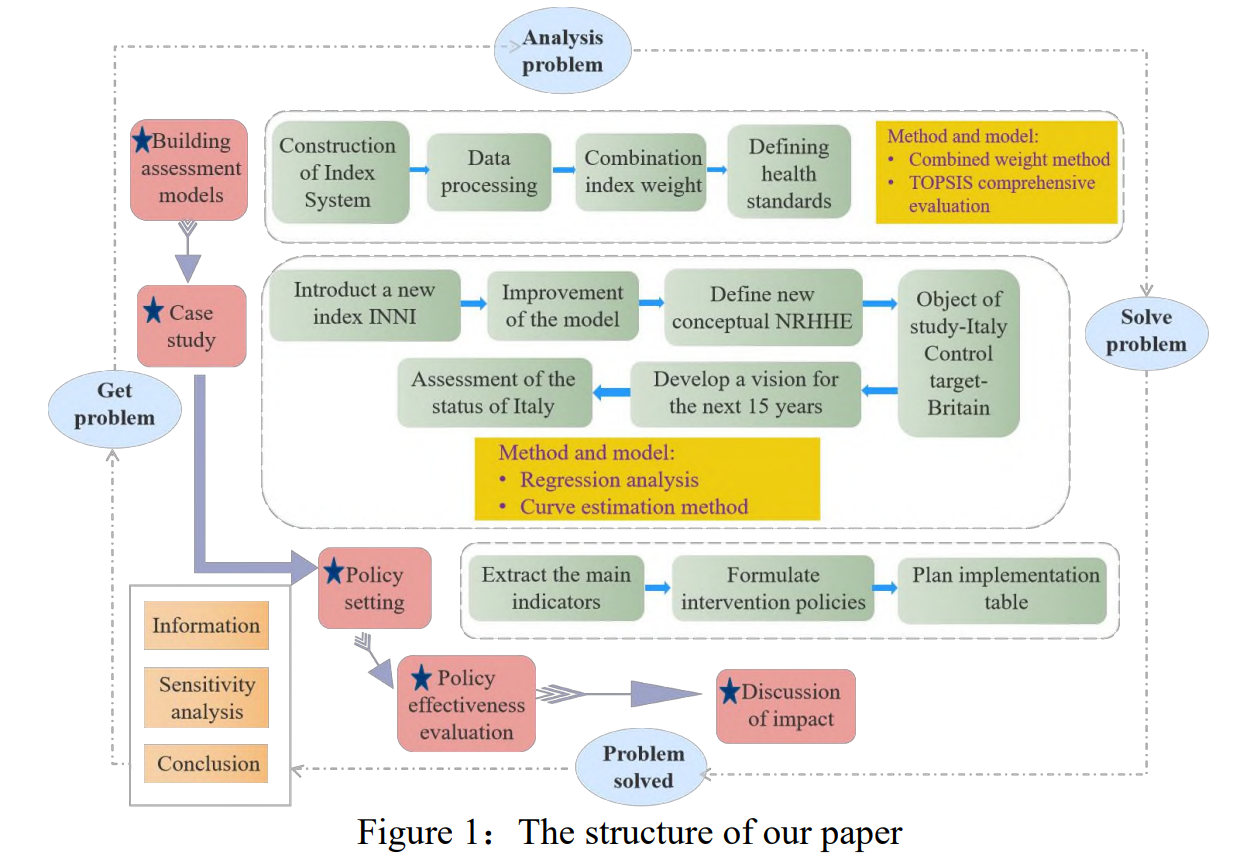 Analysis
problem
Building
assessment
models
Construction
of Index
System
Data
processing
Combination
index weight
Defining
health
standards
Method and model:
• Combined weight method
• TOPSIS comprehensive
evaluation
Case
study
Introduct a new
index INNI
Improvement
of the model
Define new
conceptual NRHHE
Object of
study-Italy
Control
target-
Britain
Solve
problem
Get
problem
Assessment of the
status of Italy
Develop a vision for
the next 15 years
Method and model:
• Regression analysis
• Curve estimation method
Policy
setting
Extract the main
indicators
Formulate
intervention policies
Plan implementation
table
Information
Sensitivity
analysis
Conclusion
Policy
effectiveness
evaluation
Discussion
of impact
Problem
solved
Figure 1：The structure of our paper